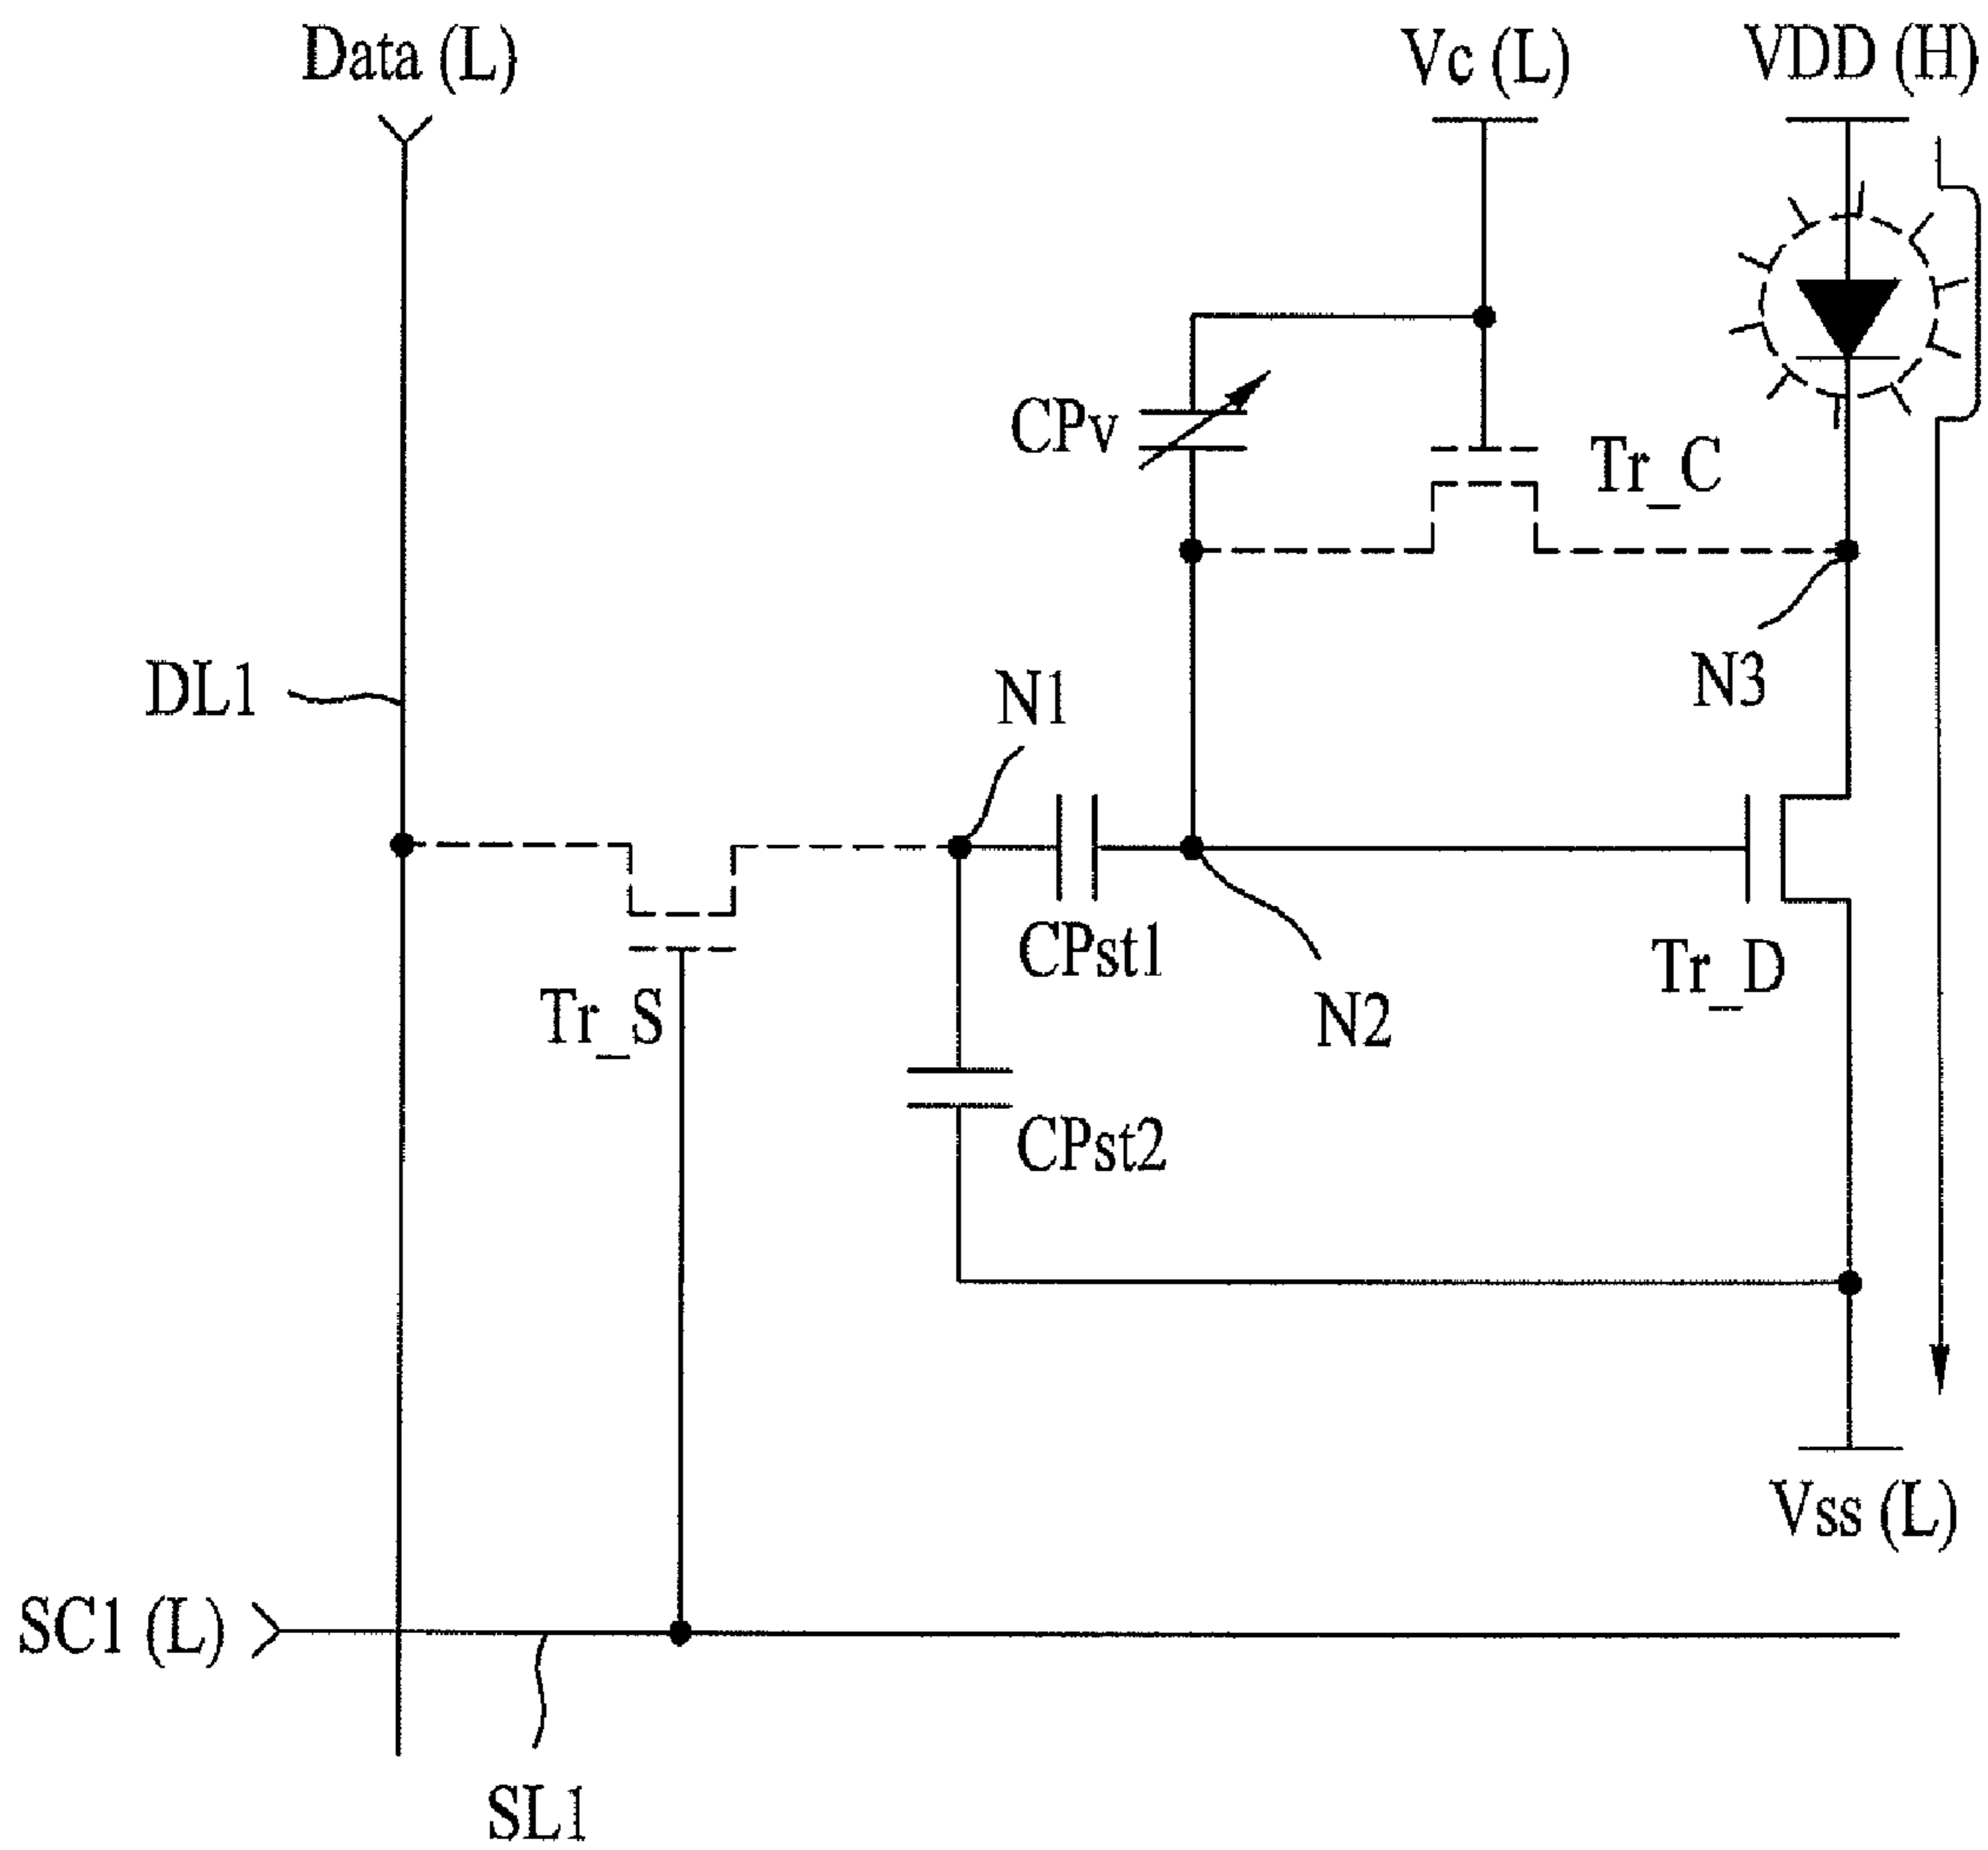 Data (L)
Vc (L)
VDD (H)
CPv
Tr_C
DL1
N1
N3
CPst1
Tr_D
Tr_S
N2
CPst2
Vss (L)
SC1 (L)
SL1